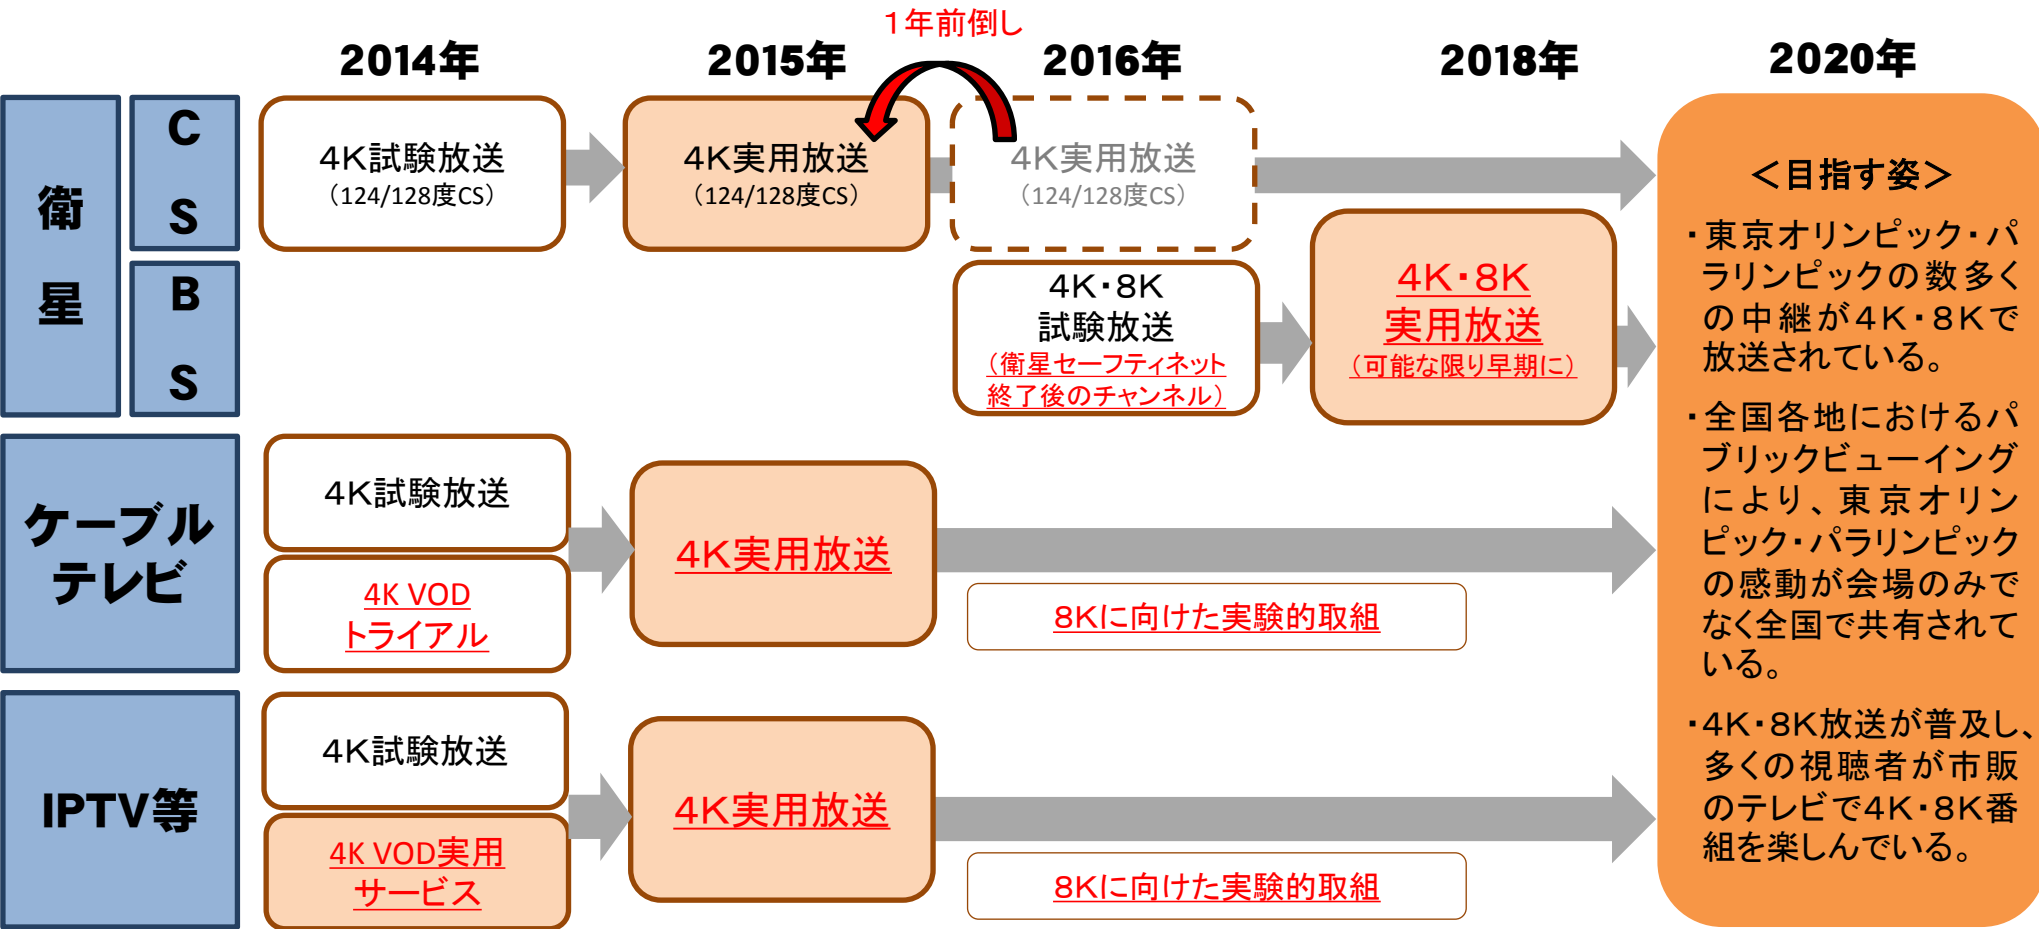 １年前倒し
2014年
2015年
2016年
2018年
2020年
衛
星
C
S
B
S
4K試験放送
（124/128度CS）
4K実用放送
（124/128度CS）
4K実用放送
（124/128度CS）
4K・8K
試験放送
（衛星セーフティネット
終了後のチャンネル）
4K・8K
実用放送
（可能な限り早期に）
ケーブル
テレビ
4K試験放送
4K VOD
トライアル
4K実用放送
8Kに向けた実験的取組
IPTV等
4K試験放送
4K VOD実用
サービス
4K実用放送
8Kに向けた実験的取組
＜目指す姿＞
・東京オリンピック・パ
ラリンピックの数多く
の中継が４K・８Kで
放送されている。
・全国各地におけるパ
ブリックビューイング
により、東京オリン
ピック・パラリンピック
の感動が会場のみで
なく全国で共有されて
いる。
・4K・8K放送が普及し、
多くの視聴者が市販
のテレビで4K・8K番
組を楽しんでいる。